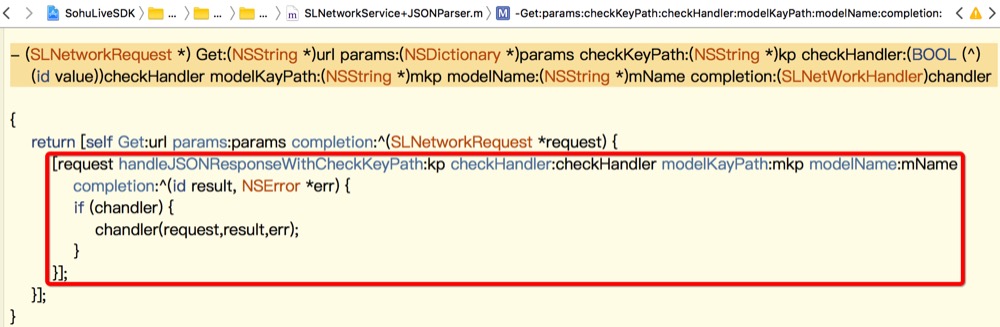 SohuLiveSDK 〉 ... 〉 ... 〉 ... 〉 m SLNetworkService+JSONParser.m 〉 M -Get:params:checkKeyPath:checkHandler:modelKayPath:modelName:completion:
- (SLNetworkRequest *) Get:(NSString *)url params:(NSDictionary *)params checkKeyPath:(NSString *)kp checkHandler:(BOOL (^)
(id value))checkHandler modelKayPath:(NSString *)mkp modelName:(NSString *)mName completion:(SLNetWorkHandler)chandler
{
return [self Get:url params:params completion:^(SLNetworkRequest *request) {
[request handleJSONResponseWithCheckKeyPath:kp checkHandler:checkHandler modelKayPath:mkp modelName:mName
completion:^(id result, NSError *err) {
if (chandler) {
chandler(request,result,err);
}
}];
}];
}